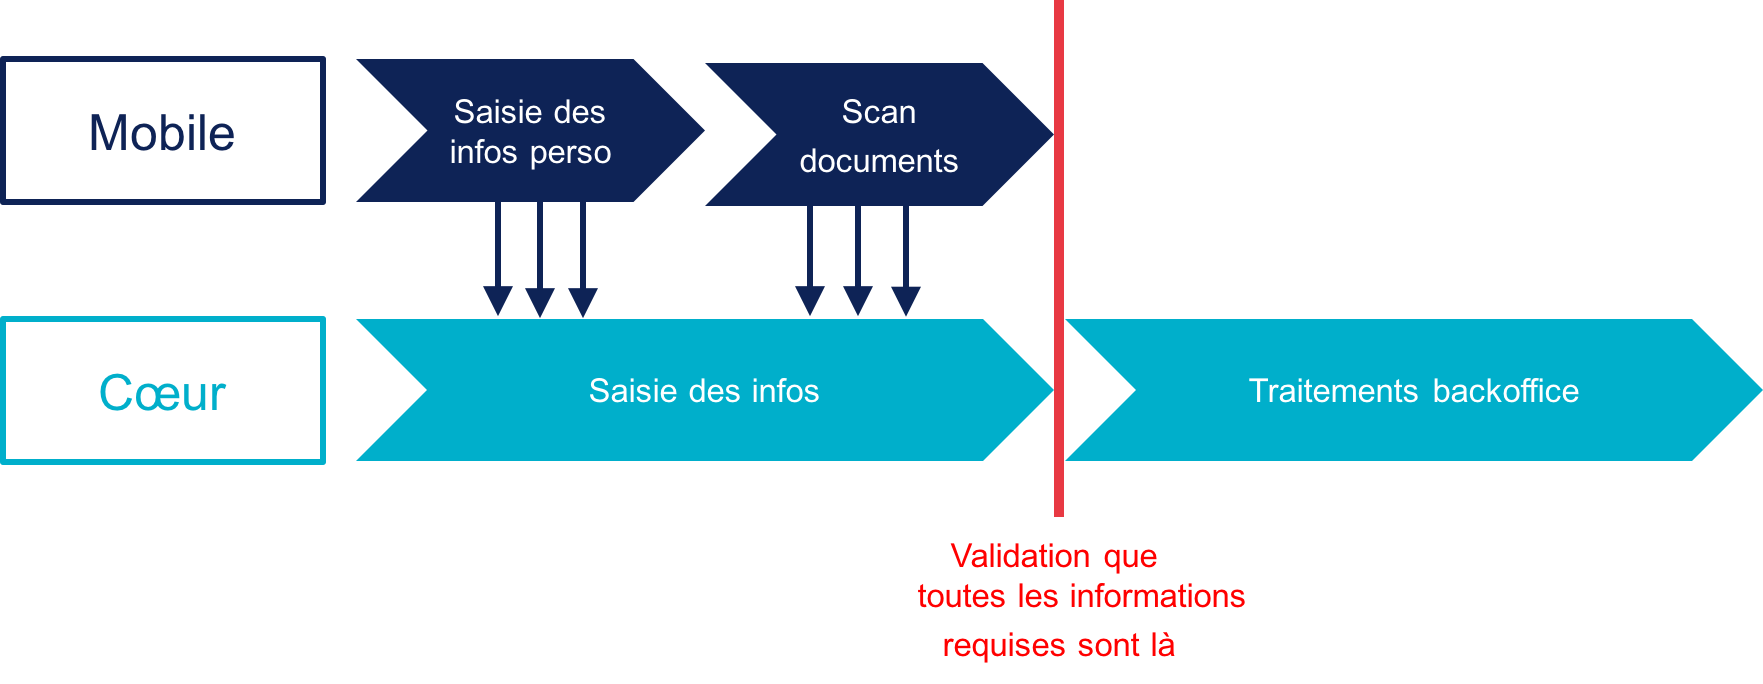 Mobile
Saisie des
infos perso
Scan
documents
Cœur
Saisie des infos
Traitements backoffice
Validation que
toutes les informations
requises sont là